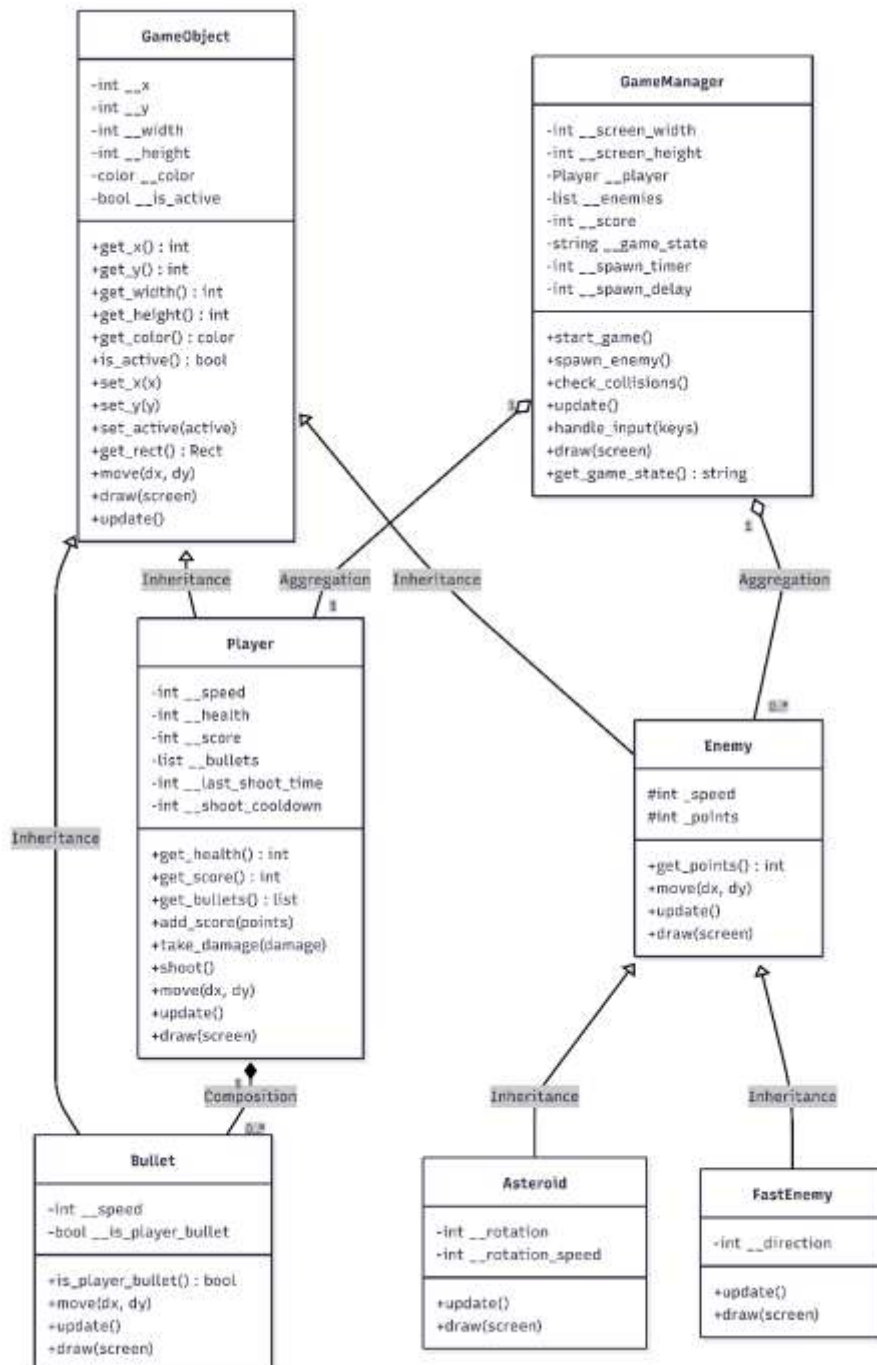 GameObject
-int __x
-int __y
-int __width
-int __height
-color __color
-bool __is_active
+get_x() : int
+get_y() : int
+get_width() : int
+get_height() : int
+get_color() : color
+is_active() : bool
+set_x(x)
+set_y(y)
+set_active(active)
+get_rect() : Rect
+move(dx, dy)
+draw(screen)
+update()
GameManager
-int __screen_width
-int __screen_height
-Player __player
-list __enemies
-int __score
-string __game_state
-int __spawn_timer
-int __spawn_delay
+start_game()
+spawn_enemy()
+check_collisions()
+update()
+handle_input(keys)
+draw(screen)
+get_game_state() : string
1
1
Inheritance
Aggregation
Inheritance
Aggregation
1
0..*
Player
-int __speed
-int __health
-int __score
-list __bullets
-int __last_shoot_time
-int __shoot_cooldown
+get_health() : int
+get_score() : int
+get_bullets() : list
+add_score(points)
+take_damage(damage)
+shoot()
+move(dx, dy)
+update()
+draw(screen)
Enemy
#int _speed
#int _points
+get_points() : int
+move(dx, dy)
+update()
+draw(screen)
Inheritance
1
Composition
0..*
Inheritance
Inheritance
Bullet
-int __speed
-bool __is_player_bullet
+is_player_bullet() : bool
+move(dx, dy)
+update()
+draw(screen)
Asteroid
-int __rotation
-int __rotation_speed
+update()
+draw(screen)
FastEnemy
-int __direction
+update()
+draw(screen)